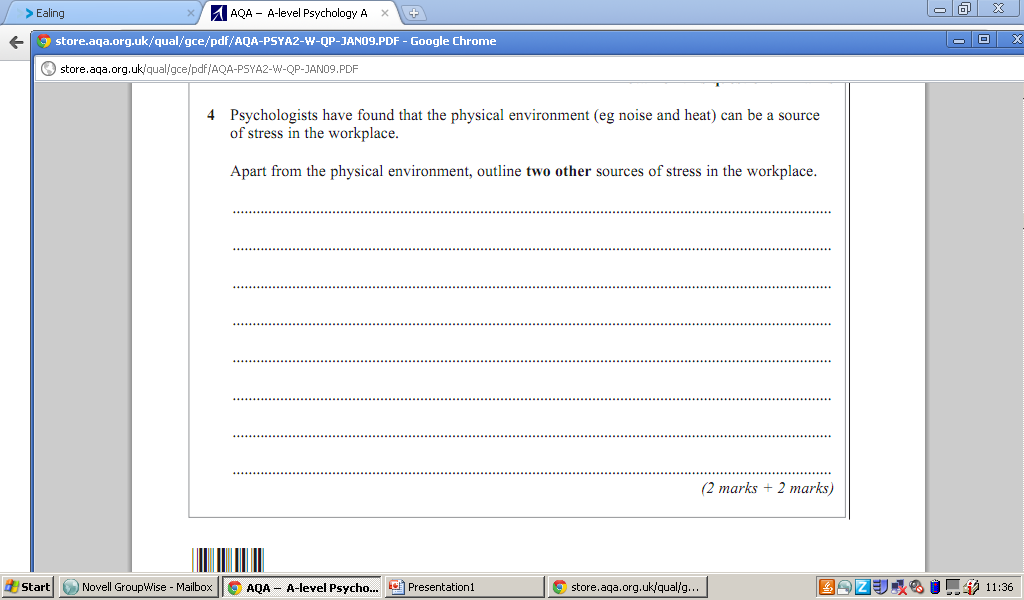 Ealing
AQA – A-level Psychology A
store.aqa.org.uk/qual/gce/pdf/AQA-PSYA2-W-QP-JAN09.PDF - Google Chrome
store.aqa.org.uk/qual/gce/pdf/AQA-PSYA2-W-QP-JAN09.PDF
4 Psychologists have found that the physical environment (eg noise and heat) can be a source
of stress in the workplace.
Apart from the physical environment, outline two other sources of stress in the workplace.
(2 marks + 2 marks)
Start
Novell GroupWise - Mailbox
AQA – A-level Psycho...
Presentation1
store.aqa.org.uk/qual/g...
11:36